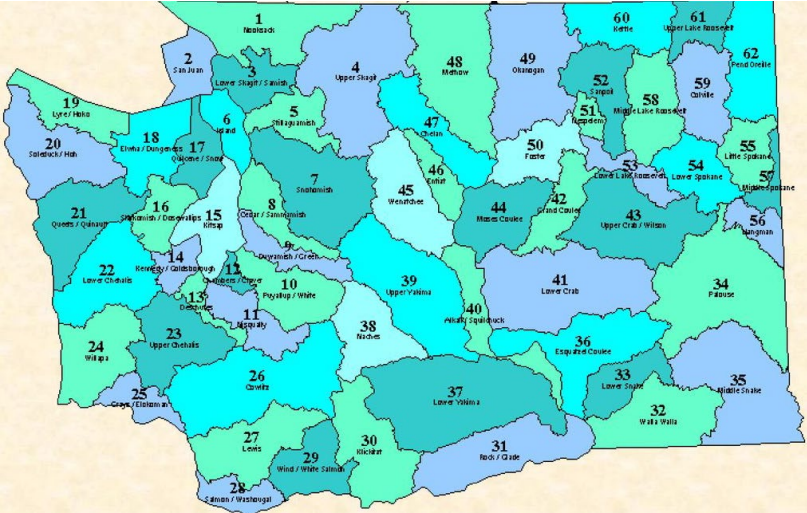 1
Nooksack
2
San Juan
3
Lower Skagit / Samish
4
Upper Skagit
5
Stillaguamish
6
Island
7
Snohomish
8
Cedar / Sammamish
9
Duwamish / Green
10
Puyallup / White
11
Nisqually
12
Chambers / Clover
13
Deschutes
14
Kennedy / Goldsborough
15
Kitsap
16
Skokomish / Dosewallips
17
Quilcene / Snow
18
Elwha / Dungeness
19
Lyre / Hoko
20
Soleduck / Hoh
21
Queets / Quinault
22
Lower Chehalis
23
Upper Chehalis
24
Willapa
25
Grays / Elokoman
26
Cowlitz
27
Lewis
28
Salmon / Washougal
29
Wind / White Salmon
30
Klickitat
31
Rock / Glade
32
Walla Walla
33
Lower Snake
34
Palouse
35
Middle Snake
36
Esquatzel Coulee
37
Lower Yakima
38
Naches
39
Upper Yakima
40
Alkali / Squilchuck
41
Lower Crab
42
Grand Coulee
43
Upper Crab / Wilson
44
Moses Coulee
45
Wenatchee
46
Entiat
47
Chelan
48
Methow
49
Okanogan
50
Foster
51
Nespelem
52
Sanpoil
53
Lower Lake Roosevelt
54
Lower Spokane
55
Little Spokane
56
Hangman
57
Middle Spokane
58
Middle Lake Roosevelt
59
Colville
60
Kettle
61
Upper Lake Roosevelt
62
Pend Oreille